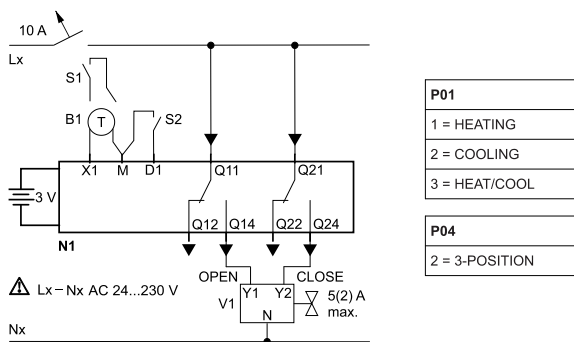 10 A
Lx
S1
B1 T S2
X1 M D1 Q11 Q21
3 V
Q12 Q14 Q22 Q24
N1
OPEN CLOSE
Lx – Nx AC 24...230 V
V1 Y1 Y2 5(2) A
N max.
Nx
P01
1 = HEATING
2 = COOLING
3 = HEAT/COOL
P04
2 = 3-POSITION